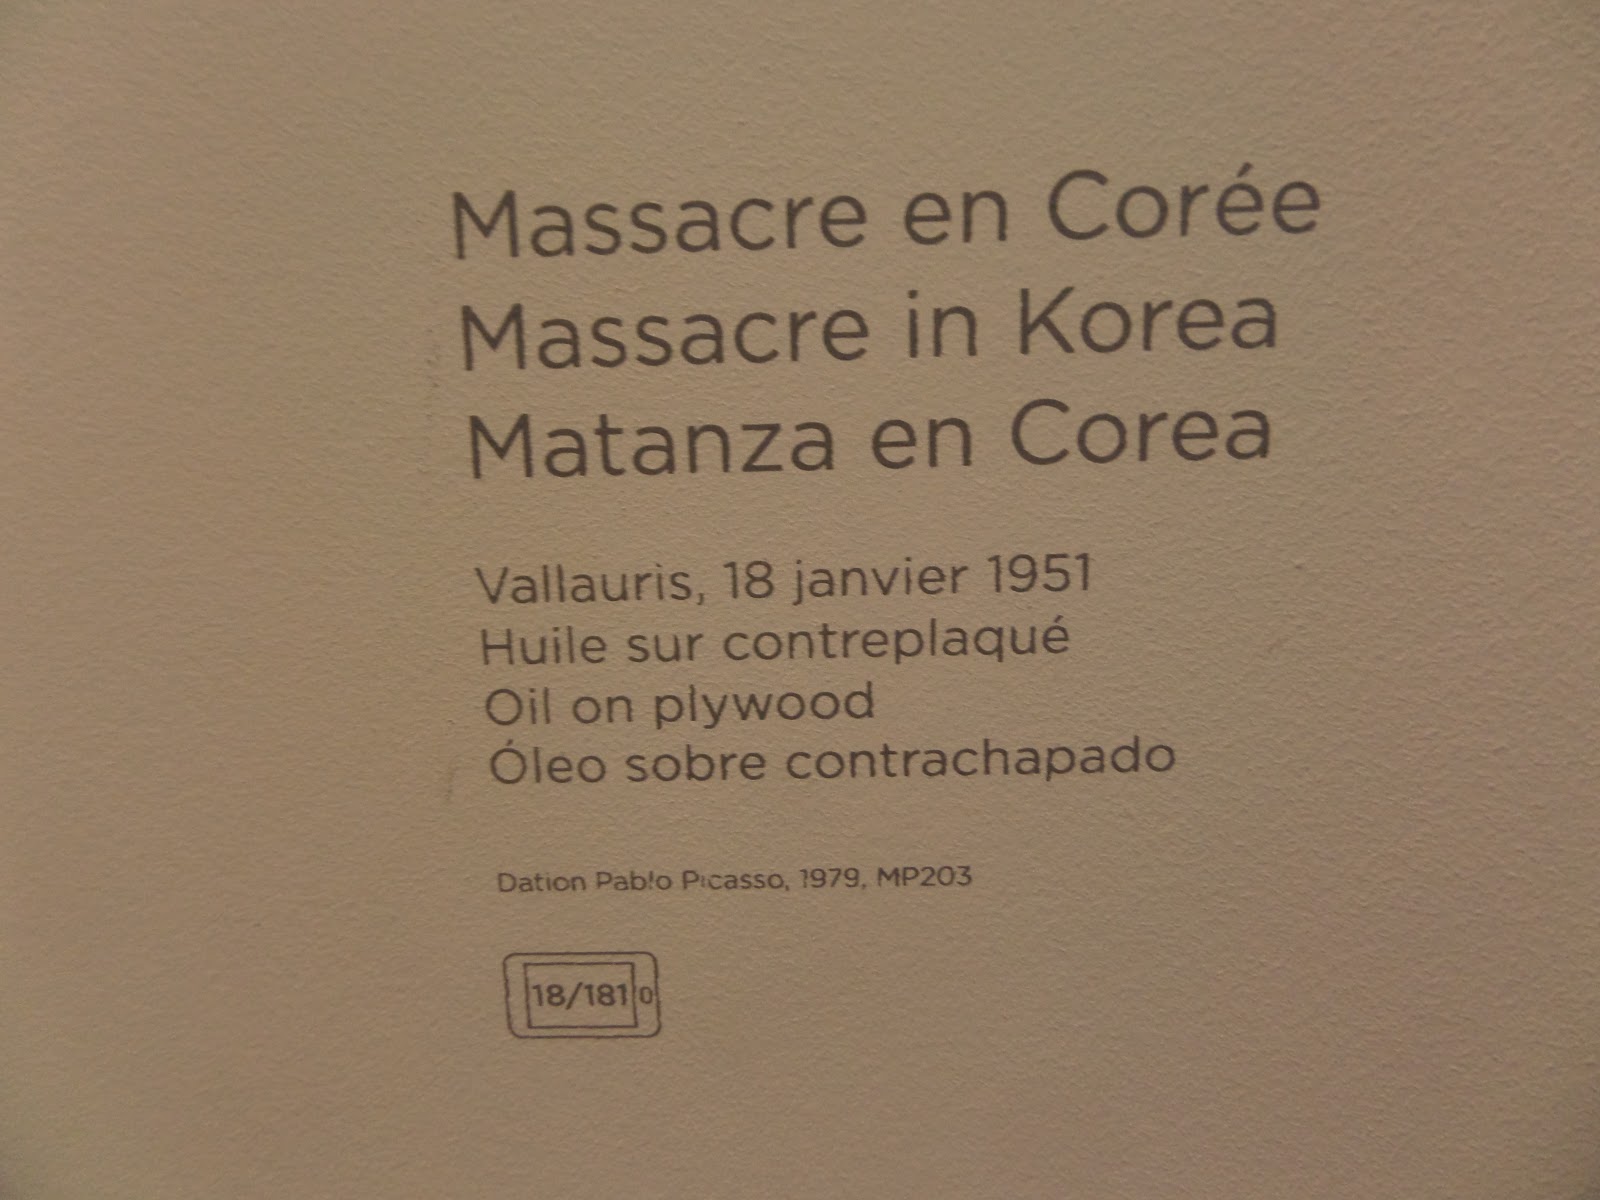 Massacre en Corée
Massacre in Korea
Matanza en Corea
Vallauris, 18 janvier 1951
Huile sur contreplaqué
Oil on plywood
Óleo sobre contrachapado
Dation Pablo Picasso, 1979, MP203
18/181